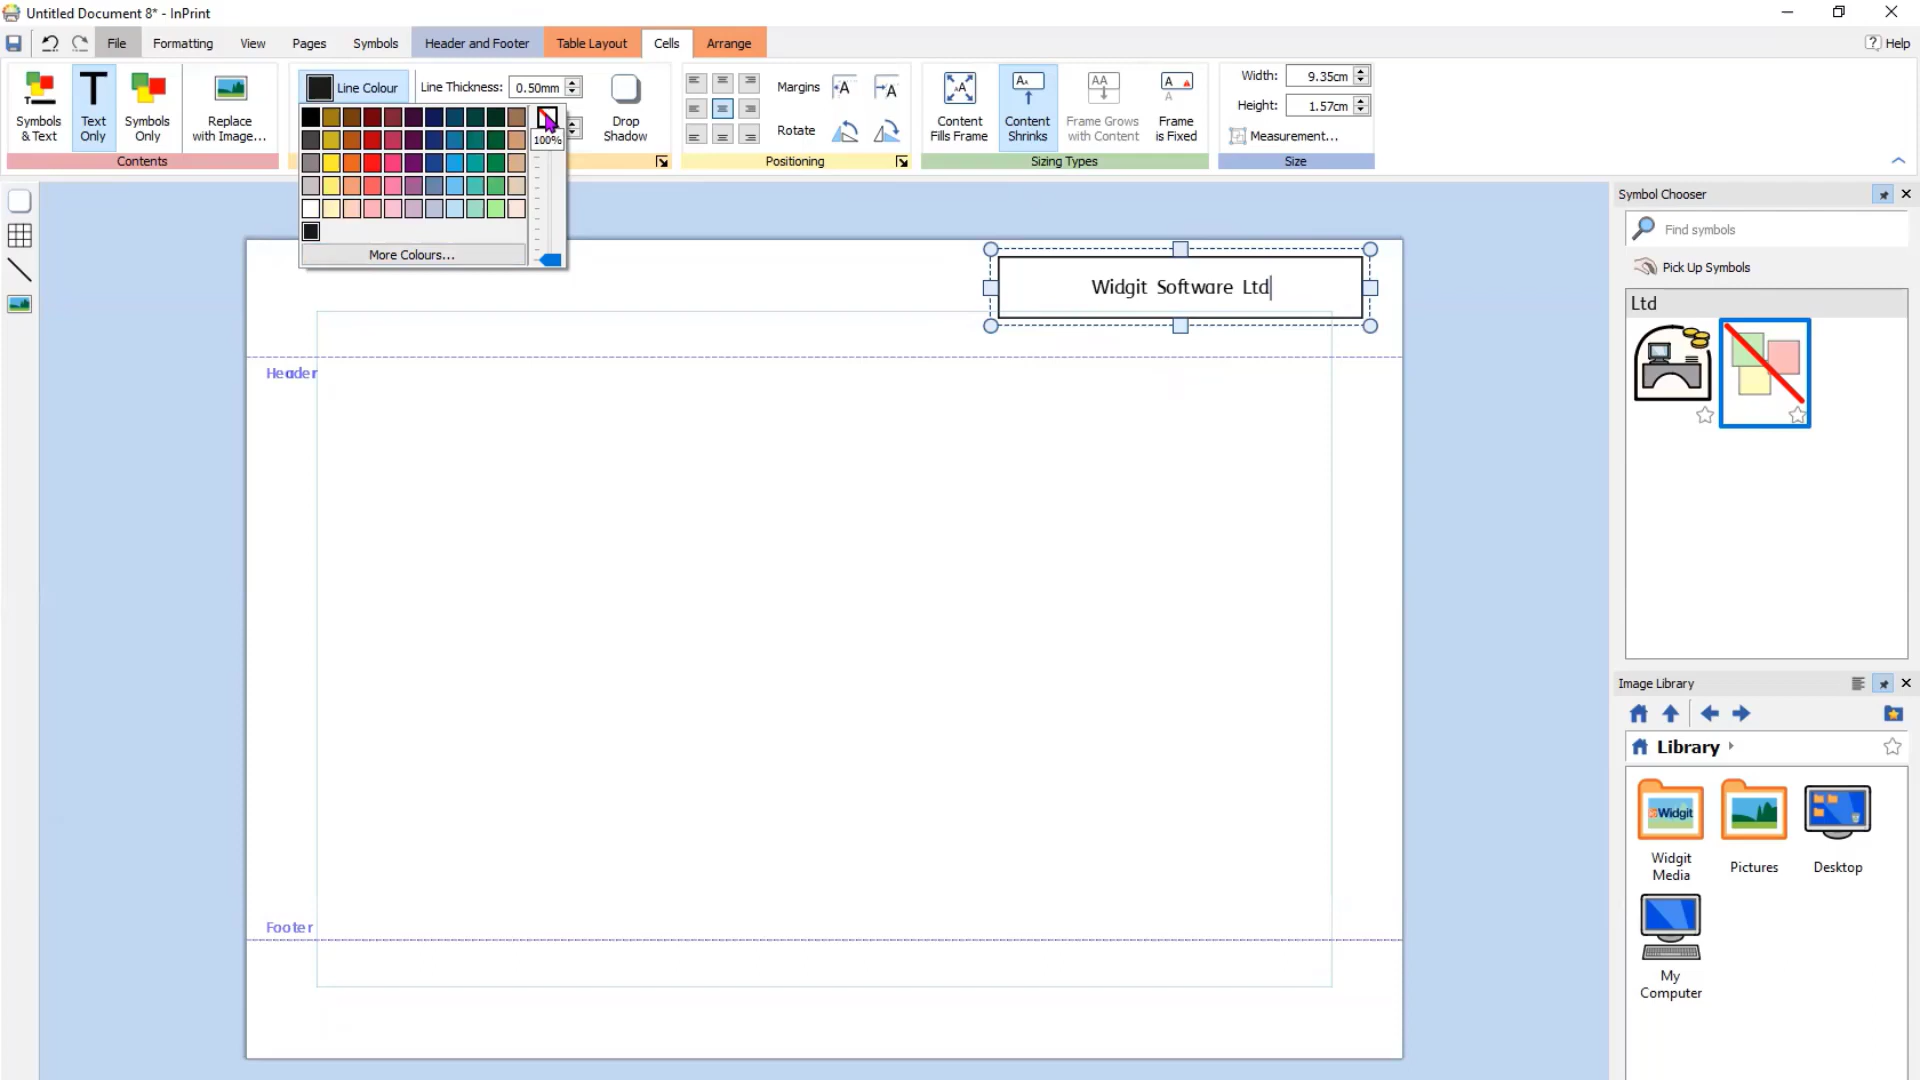 Untitled Document 8* - InPrint
File Formatting View Pages Symbols Header and Footer Table Layout Cells Arrange Help
Line Colour Line Thickness: 0.50mm
Symbols & Text
Text Only
Symbols Only
Replace with Image...
Drop Shadow
Margins
Rotate
Content Fills Frame
Content Shrinks
Frame Grows with Content
Frame is Fixed
Width: 9.35cm
Height: 1.57cm
Measurement...
Contents Positioning Sizing Types Size
100%
More Colours...
Widgit Software Ltd
Header
Footer
Symbol Chooser
Find symbols
Pick Up Symbols
Ltd
Image Library
Library
Widgit
Widgit Media
Pictures
Desktop
My Computer